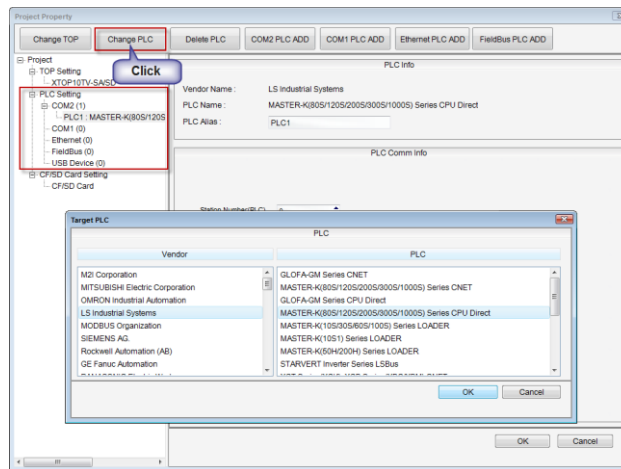 Project Property
Change TOP
Change PLC
Delete PLC
COM2 PLC ADD
COM1 PLC ADD
Ethernet PLC ADD
FieldBus PLC ADD
Click
Project
TOP Setting
XTOP10TV-SA/SD
PLC Setting
COM2 (1)
PLC1 : MASTER-K(80S/120S
COM1 (0)
Ethernet (0)
FieldBus (0)
USB Device (0)
CF/SD Card Setting
CF/SD Card
PLC Info
Vendor Name : LS Industrial Systems
PLC Name : MASTER-K(80S/120S/200S/300S/1000S) Series CPU Direct
PLC Alias : PLC1
PLC Comm Info
Station Number(PLC)
Target PLC
PLC
Vendor
PLC
M2I Corporation
MITSUBISHI Electric Corporation
OMRON Industrial Automation
LS Industrial Systems
MODBUS Organization
SIEMENS AG.
Rockwell Automation (AB)
GE Fanuc Automation
GLOFA-GM Series CNET
MASTER-K(80S/120S/200S/300S/1000S) Series CNET
GLOFA-GM Series CPU Direct
MASTER-K(80S/120S/200S/300S/1000S) Series CPU Direct
MASTER-K(10S/30S/60S/100S) Series LOADER
MASTER-K(10S1) Series LOADER
MASTER-K(50H/200H) Series LOADER
STARVERT Inverter Series LSBus
OK
Cancel
OK
Cancel